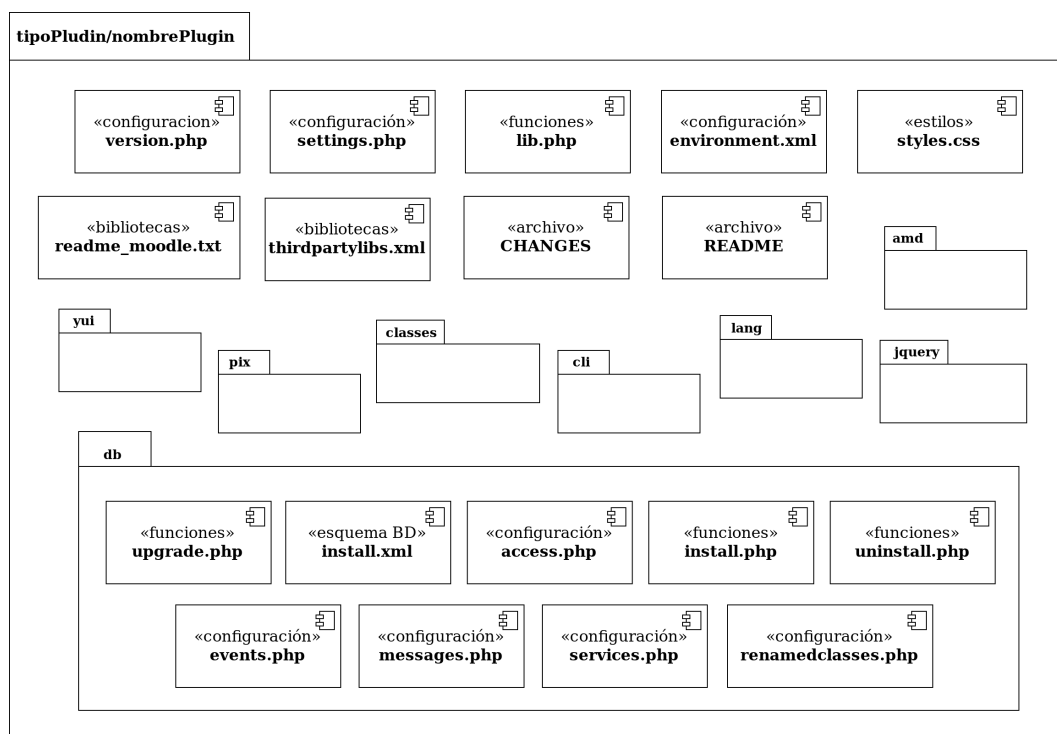 tipoPludin/nombrePlugin
«configuracion»
version.php
«configuración»
settings.php
«funciones»
lib.php
«configuración»
environment.xml
«estilos»
styles.css
«bibliotecas»
readme_moodle.txt
«bibliotecas»
thirdpartylibs.xml
«archivo»
CHANGES
«archivo»
README
amd
yui
pix
classes
cli
lang
jquery
db
«funciones»
upgrade.php
«esquema BD»
install.xml
«configuración»
access.php
«funciones»
install.php
«funciones»
uninstall.php
«configuración»
events.php
«configuración»
messages.php
«configuración»
services.php
«configuración»
renamedclasses.php